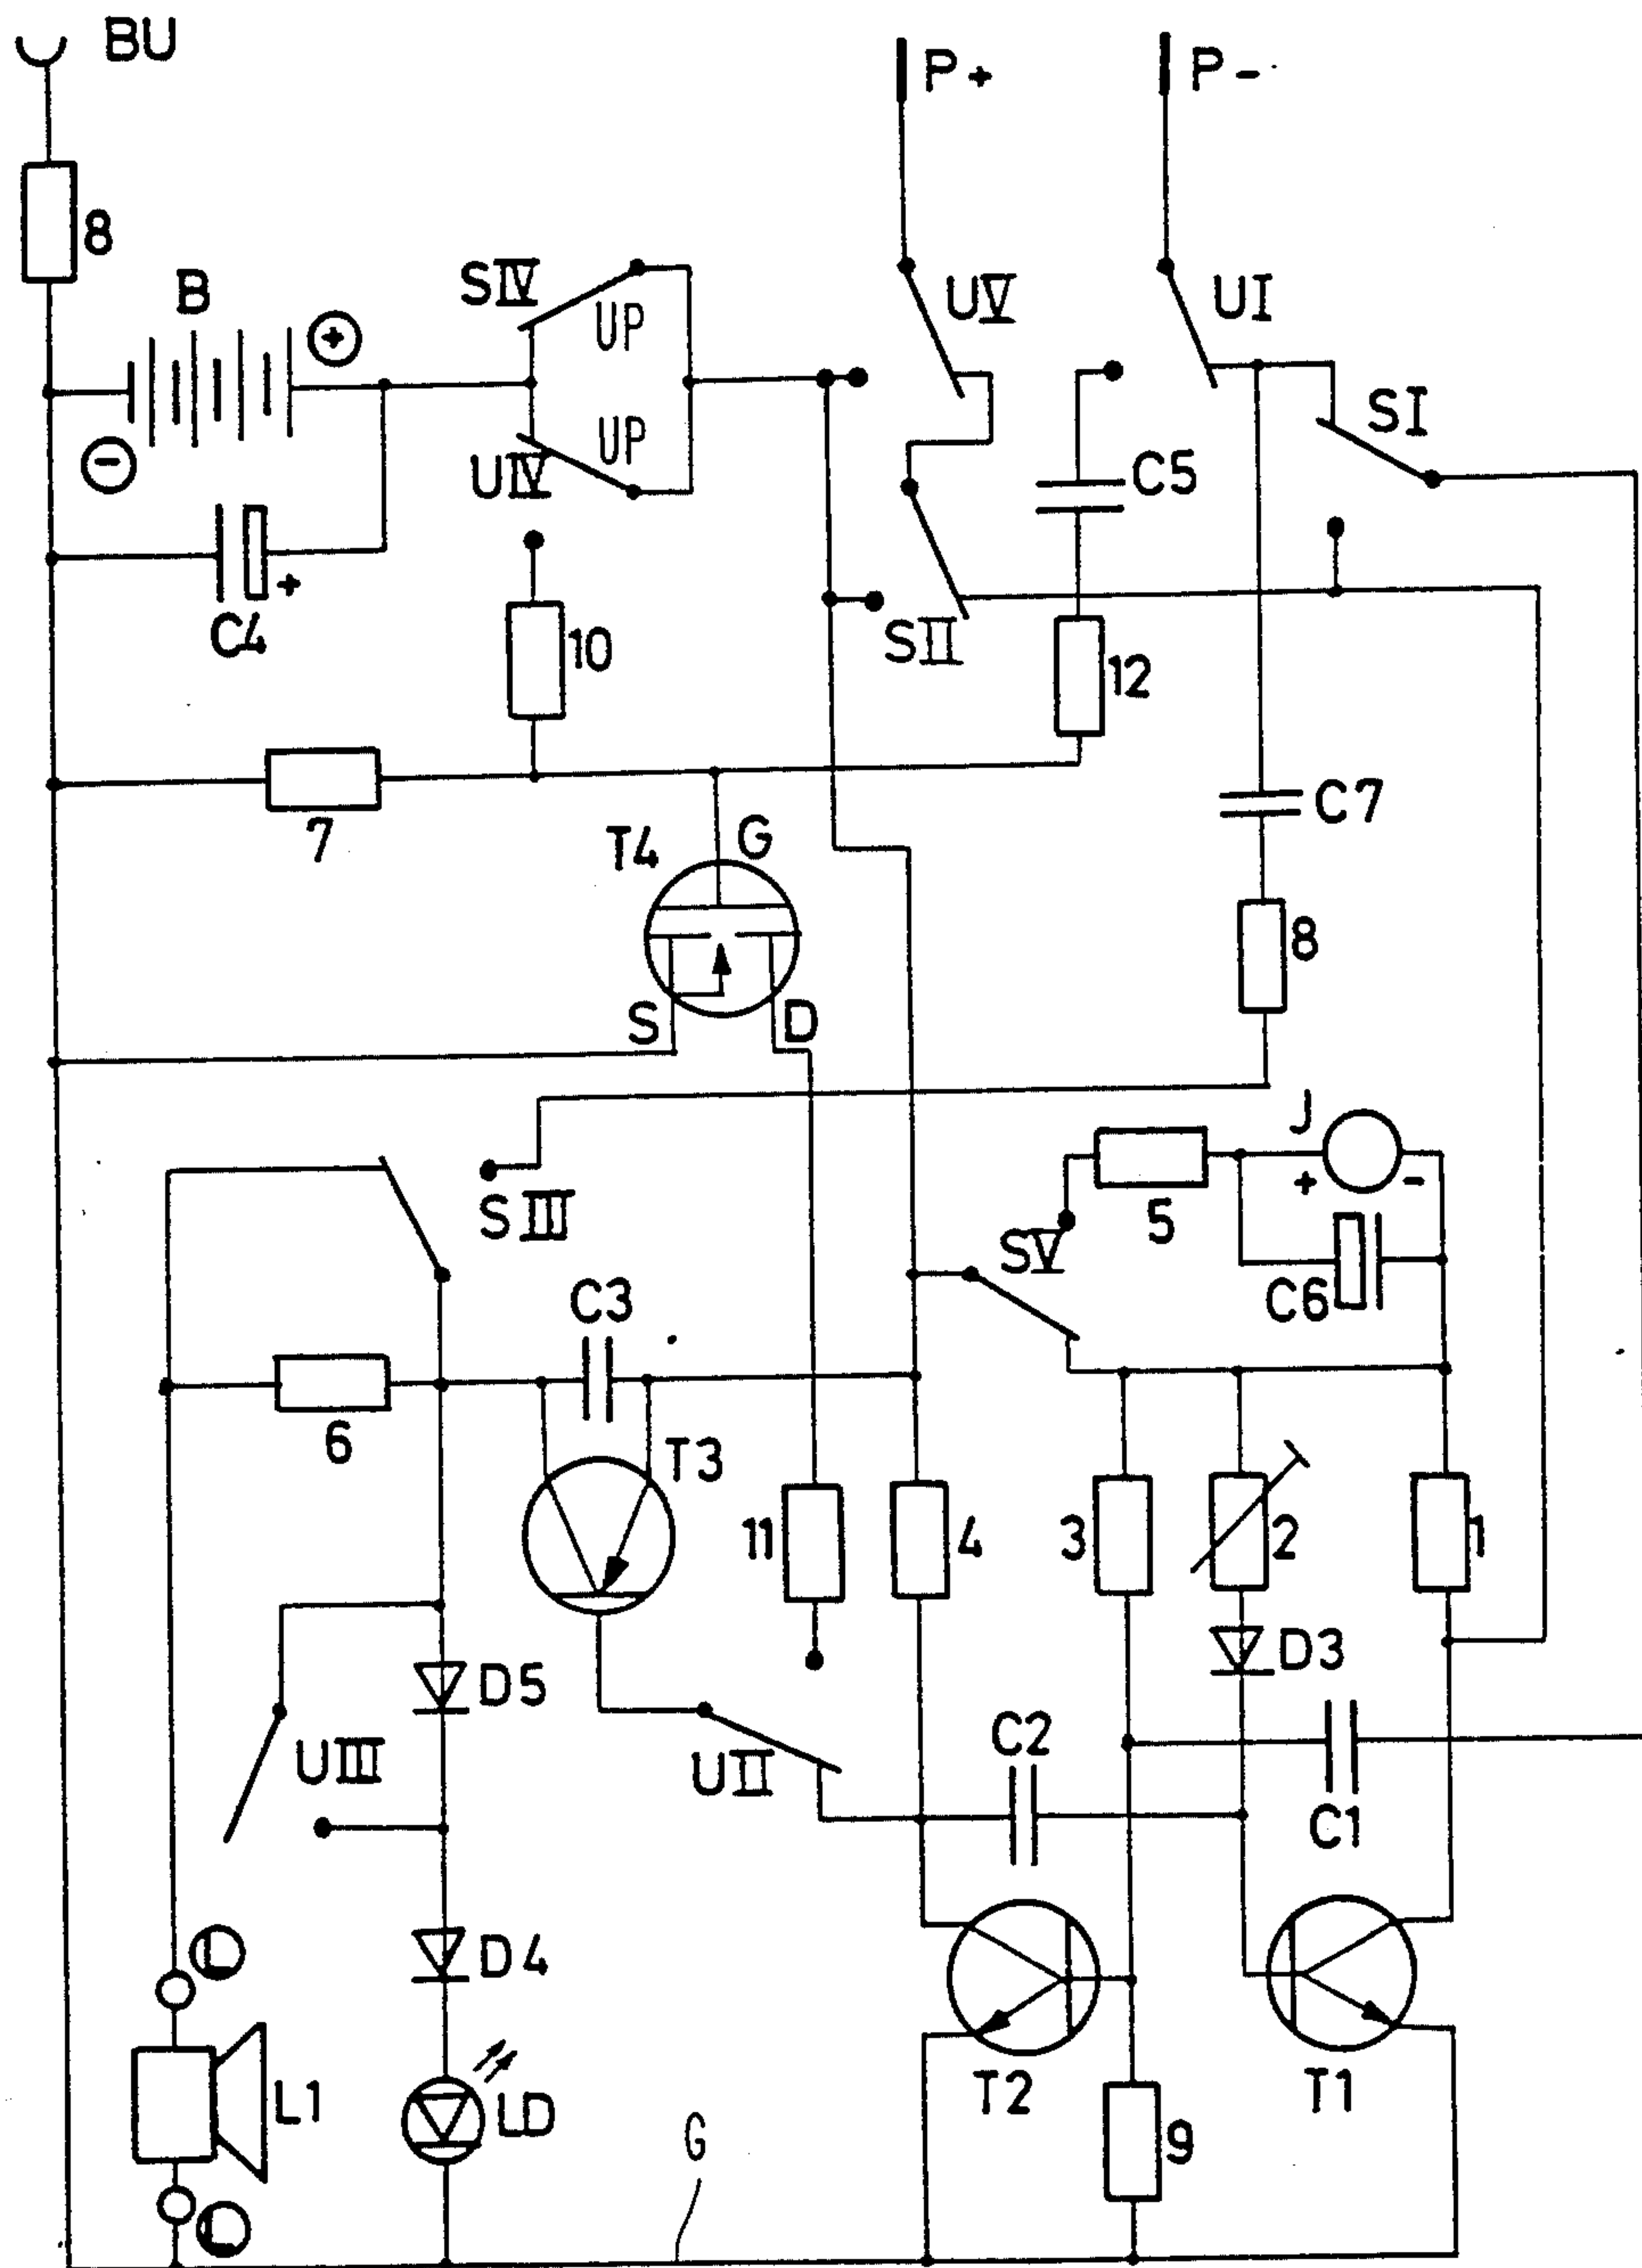 BU
P+
P-
8
B
+
-
SIV
UP
UP
UIV
UV
UI
SI
C5
C4
+
10
SII
12
7
T4
G
C7
8
S
D
J
+
-
5
SIII
SV
C6
C3
6
T3
11
4
3
2
1
D5
D3
UIII
UII
C2
C1
L
D4
T2
T1
L1
LD
G
9
L